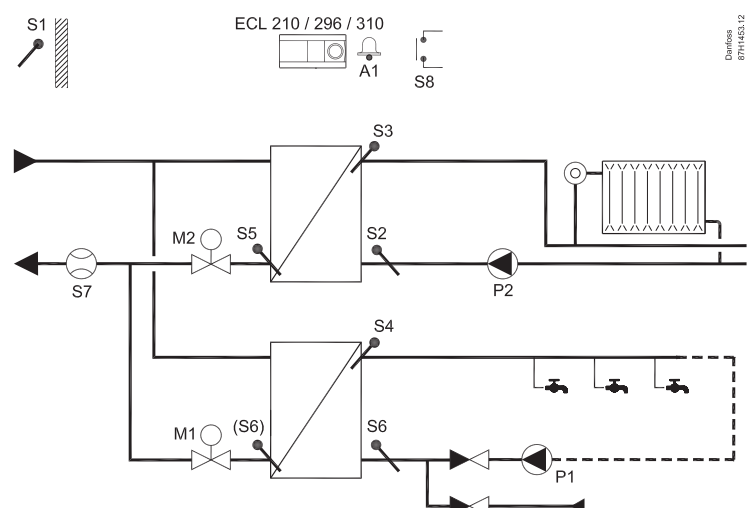 S1
ECL 210 / 296 / 310
A1
S8
Danfoss
87H1453.12
S3
M2
S5
S2
S7
P2
S4
M1
(S6)
S6
P1